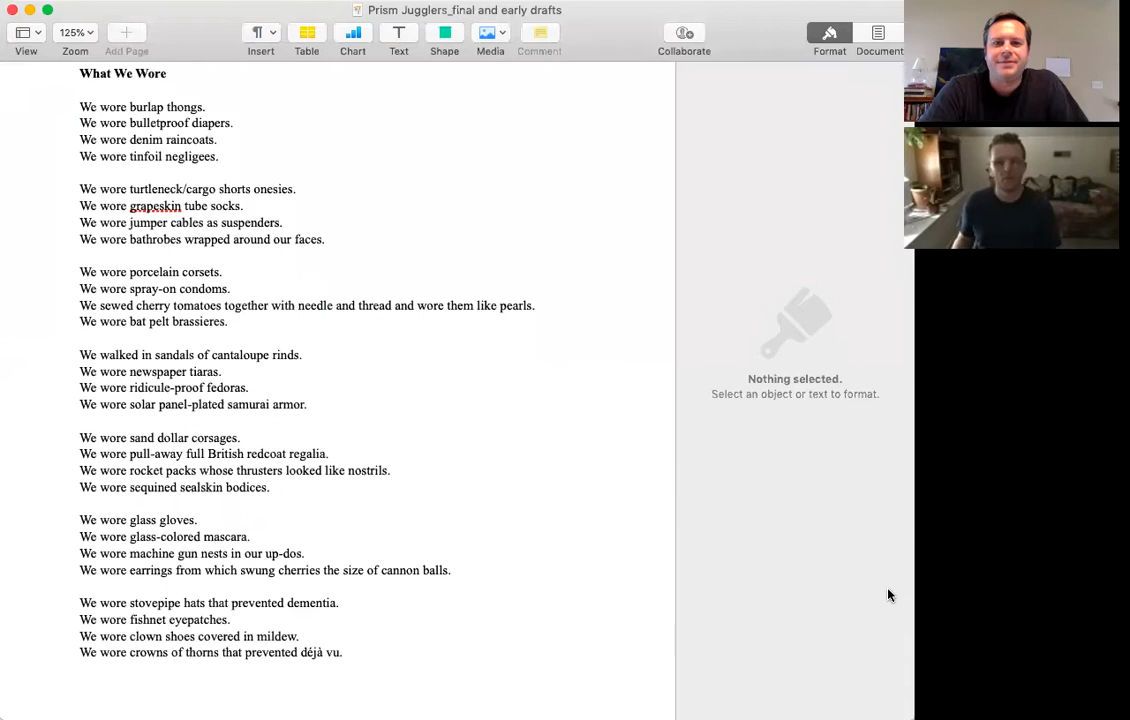 Prism Jugglers_final and early drafts
125%
View
Zoom
Add Page
Insert
Table
Chart
Text
Shape
Media
Comment
Collaborate
Format
Document
What We Wore
We wore burlap thongs.
We wore bulletproof diapers.
We wore denim raincoats.
We wore tinfoil negligees.
We wore turtleneck/cargo shorts onesies.
We wore grapeskin tube socks.
We wore jumper cables as suspenders.
We wore bathrobes wrapped around our faces.
We wore porcelain corsets.
We wore spray-on condoms.
We sewed cherry tomatoes together with needle and thread and wore them like pearls.
We wore bat pelt brassieres.
We walked in sandals of cantaloupe rinds.
We wore newspaper tiaras.
We wore ridicule-proof fedoras.
We wore solar panel-plated samurai armor.
We wore sand dollar corsages.
We wore pull-away full British redcoat regalia.
We wore rocket packs whose thrusters looked like nostrils.
We wore sequined sealskin bodices.
We wore glass gloves.
We wore glass-colored mascara.
We wore machine gun nests in our up-dos.
We wore earrings from which swung cherries the size of cannon balls.
We wore stovepipe hats that prevented dementia.
We wore fishnet eyepatches.
We wore clown shoes covered in mildew.
We wore crowns of thorns that prevented déjà vu.
Nothing selected.
Select an object or text to format.